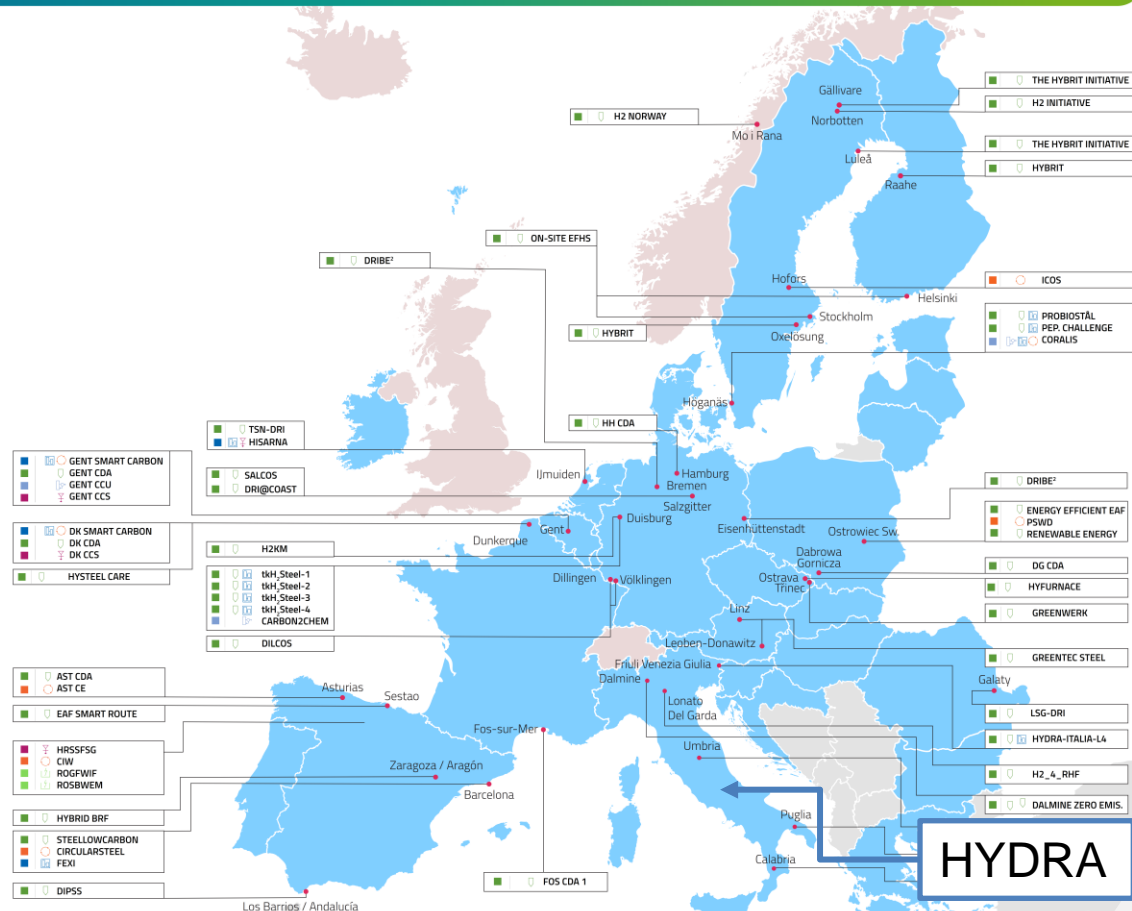 Gällivare
Norbotten
Mo i Rana
Luleå
Raahe
Hofors
Helsinki
Stockholm
Oxelösung
Höganäs
IJmuiden
Hamburg
Bremen
Salzgitter
Duisburg
Eisenhüttenstadt
Ostrowiec Sw.
Gent
Dunkerque
Dabrowa
Gornicza
Dillingen
Völklingen
Ostrava
Trinec
Linz
Leoben-Donawitz
Friuli Venezia Giulia
Dalmine
Galaty
Asturias
Sestao
Lonato
Del Garda
Fos-sur-Mer
Umbria
Zaragoza / Aragón
Barcelona
Puglia
Calabria
Los Barrios / Andalucía
THE HYBRIT INITIATIVE
H2 INITIATIVE
H2 NORWAY
THE HYBRIT INITIATIVE
HYBRIT
ON-SITE EFHS
DRIBE²
ICOS
PROBIOSTÅL
PEP. CHALLENGE
CORALIS
HYBRIT
HH CDA
TSN-DRI
HISARNA
GENT SMART CARBON
GENT CDA
GENT CCU
GENT CCS
SALCOS
DRI@COAST
DRIBE²
ENERGY EFFICIENT EAF
PSWD
RENEWABLE ENERGY
DK SMART CARBON
DK CDA
DK CCS
HYSTEEL CARE
H2KM
DG CDA
HYFURNACE
tkH₂Steel-1
tkH₂Steel-2
tkH₂Steel-3
tkH₂Steel-4
CARBON2CHEM
GREENWERK
DILCOS
GREENTEC STEEL
AST CDA
AST CE
EAF SMART ROUTE
LSG-DRI
HYDRA-ITALIA-L4
HRSSFSG
CIW
ROGFWIF
ROSBWEM
H2_4_RHF
DALMINE ZERO EMIS.
HYBRID BRF
STEELLOWCARBON
CIRCULARSTEEL
FEXI
DIPSS
FOS CDA 1
HYDRA